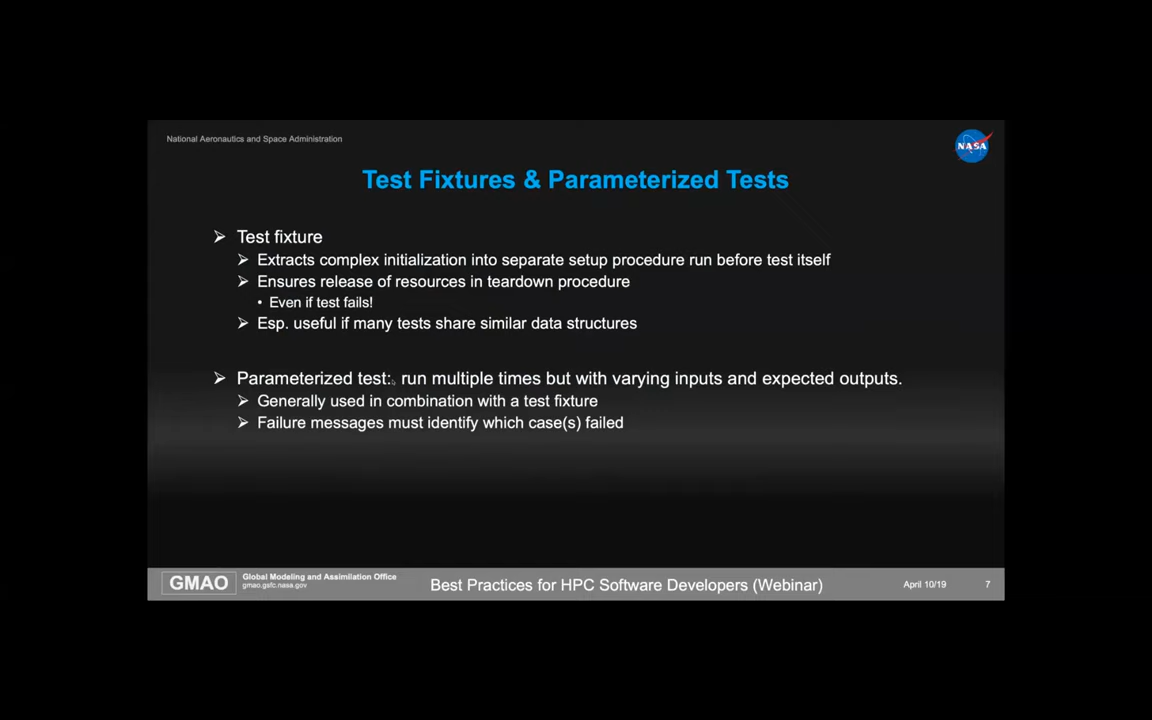 National Aeronautics and Space Administration
NASA
Test Fixtures & Parameterized Tests
➢ Test fixture
➢ Extracts complex initialization into separate setup procedure run before test itself
➢ Ensures release of resources in teardown procedure
• Even if test fails!
➢ Esp. useful if many tests share similar data structures
➢ Parameterized test: run multiple times but with varying inputs and expected outputs.
➢ Generally used in combination with a test fixture
➢ Failure messages must identify which case(s) failed
GMAO
Global Modeling and Assimilation Office
gmao.gsfc.nasa.gov
Best Practices for HPC Software Developers (Webinar)
April 10/19
7